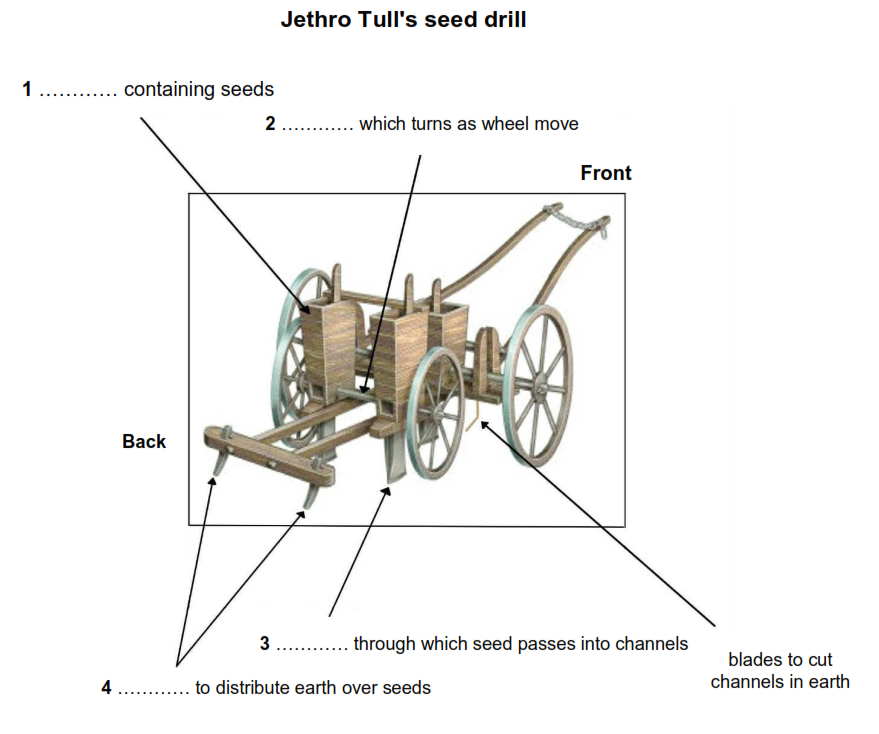 Jethro Tull's seed drill
1 ............ containing seeds
2 ............ which turns as wheel move
Front
Back
3 ............ through which seed passes into channels
blades to cut
channels in earth
4 ............ to distribute earth over seeds